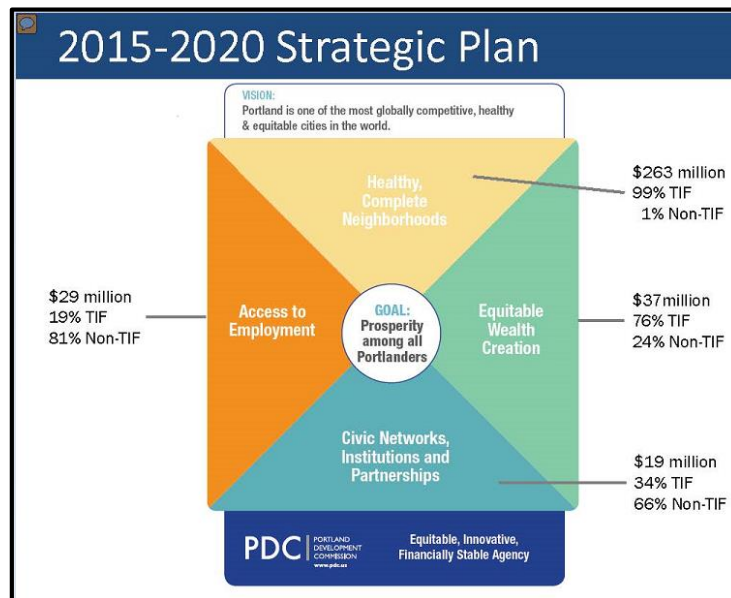 2015-2020 Strategic Plan
VISION:
Portland is one of the most globally competitive, healthy
& equitable cities in the world.
Healthy,
Complete
Neighborhoods
$263 million
99% TIF
1% Non-TIF
$29 million
19% TIF
81% Non-TIF
Access to
Employment
GOAL:
Prosperity
among all
Portlanders
Equitable
Wealth
Creation
$37million
76% TIF
24% Non-TIF
Civic Networks,
Institutions and
Partnerships
$19 million
34% TIF
66% Non-TIF
PDC
PORTLAND
DEVELOPMENT
COMMISSION
www.pdc.us
Equitable, Innovative,
Financially Stable Agency